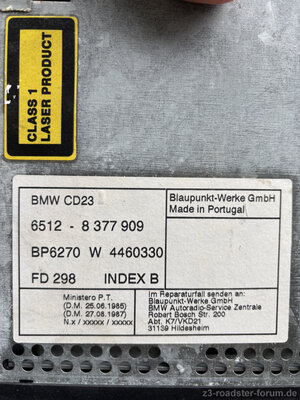 CLASS 1
LASER PRODUCT
BMW CD23
Blaupunkt-Werke GmbH
Made in Portugal
6512 - 8 377 909
BP6270 W 4460330
FD 298 INDEX B
Ministero P.T.
(D.M. 25.06.1985)
(D.M. 27.08.1987)
N.x / xxxxx / xxxxx
Im Reparaturfall senden an:
Blaupunkt-Werke GmbH
BMW Autoradio-Service Zentrale
Robert Bosch Str. 200
Abt. K7/VKD21
31139 Hildesheim
z3-roadster-forum.de